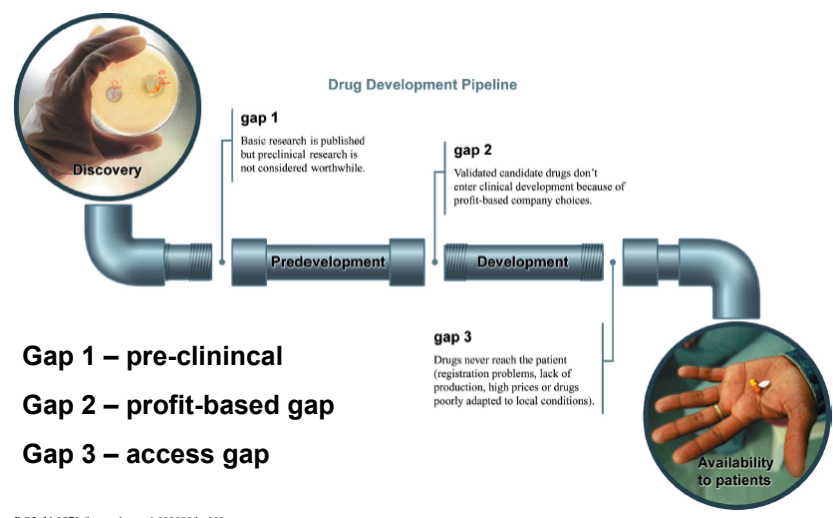 Drug Development Pipeline
Discovery
gap 1
Basic research is published
but preclinical research is
not considered worthwhile.
gap 2
Validated candidate drugs don't
enter clinical development because of
profit-based company choices.
Predevelopment
Development
gap 3
Drugs never reach the patient
(registration problems, lack of
production, high prices or drugs
poorly adapted to local conditions).
Availability
to patients
Gap 1 – pre-clinincal
Gap 2 – profit-based gap
Gap 3 – access gap